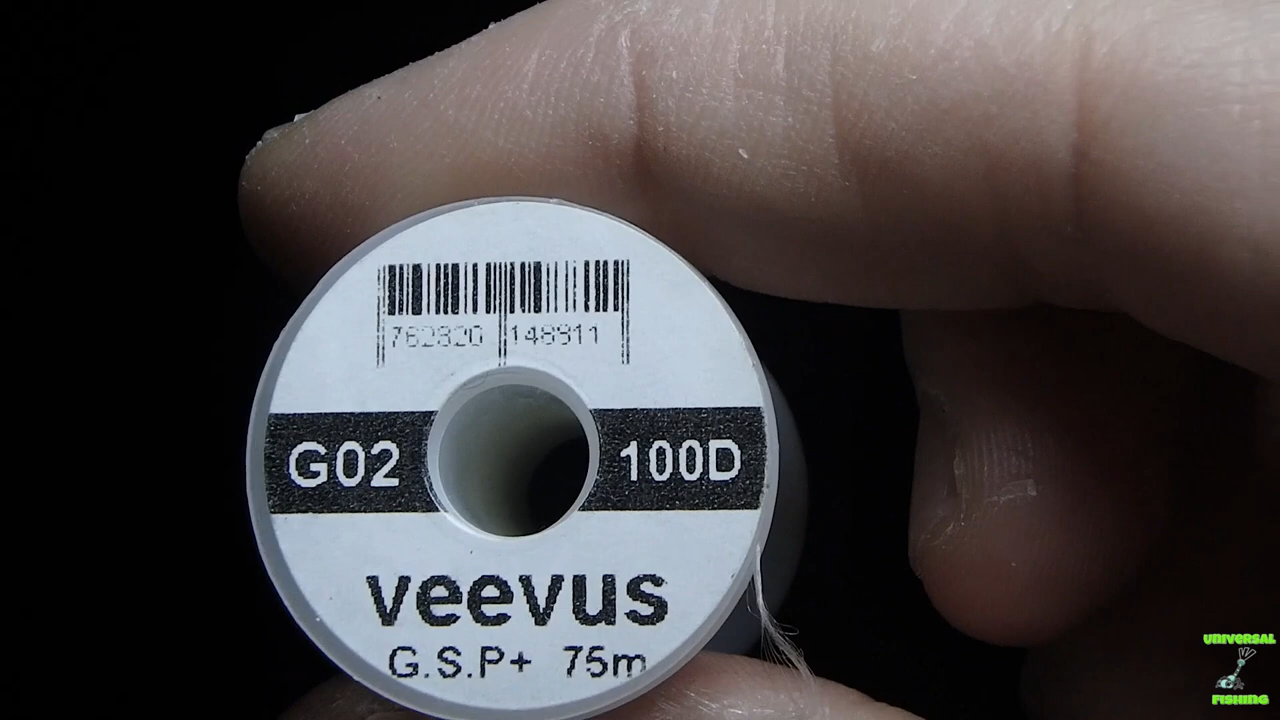 762820 148911
G02 100D
veevus
G.S.P+ 75m
UNIVERSAL
FISHING